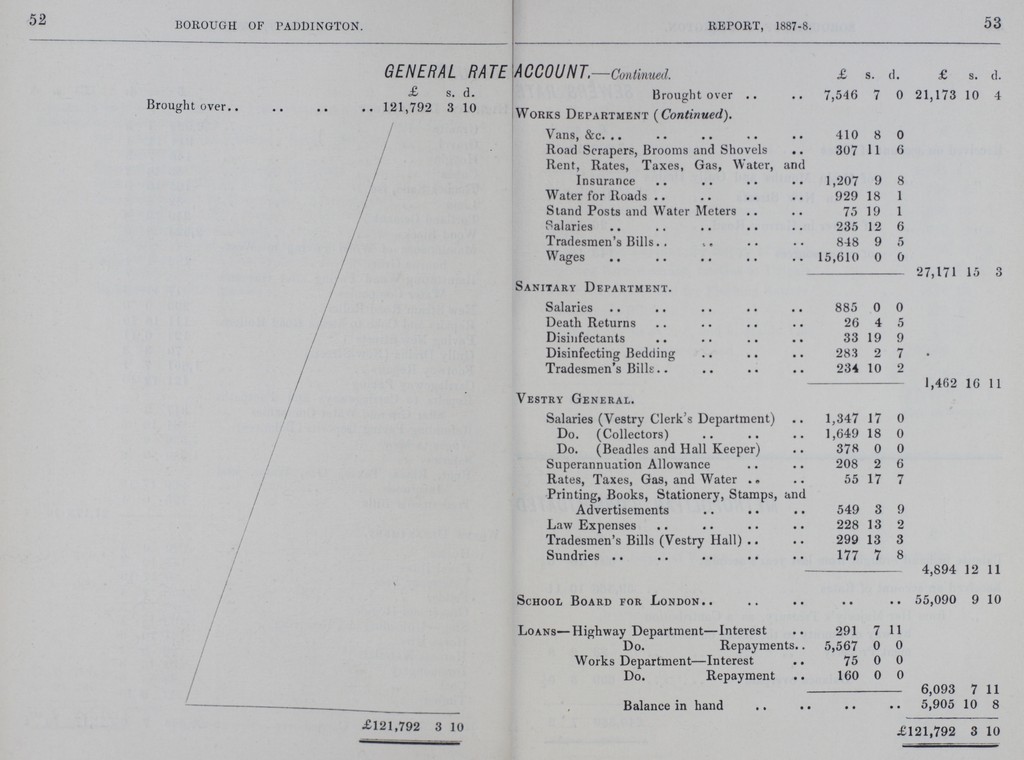 52
BOROUGH OF PADDINGTON.
REPORT, 1887-8.
53
GENERAL RATE ACCOUNT.—Continued.
£ s. d.
Brought over.. .. .. .. 121,792 3 10
£121,792 3 10
£ s. d. £ s. d.
Brought over .. .. 7,546 7 0 21,173 10 4
WORKS DEPARTMENT (Continued).
Vans, &c. .. .. .. .. .. 410 8 0
Road Scrapers, Brooms and Shovels .. 307 11 6
Rent, Rates, Taxes, Gas, Water, and
Insurance .. .. .. .. 1,207 9 8
Water for Roads .. .. .. .. 929 18 1
Stand Posts and Water Meters .. .. 75 19 1
Salaries .. .. .. .. .. 235 12 6
Tradesmen's Bills.. .. .. .. 848 9 5
Wages .. .. .. .. .. 15,610 0 0
27,171 15 3
SANITARY DEPARTMENT.
Salaries .. .. .. .. .. 885 0 0
Death Returns .. .. .. .. 26 4 5
Disinfectants .. .. .. .. 33 19 9
Disinfecting Bedding .. .. .. 283 2 7
Tradesmen's Bills.. .. .. .. 234 10 2
1,462 16 11
VESTRY GENERAL.
Salaries (Vestry Clerk's Department) .. 1,347 17 0
Do. (Collectors) .. .. .. 1,649 18 0
Do. (Beadles and Hall Keeper) .. 378 0 0
Superannuation Allowance .. .. 208 2 6
Rates, Taxes, Gas, and Water .. .. 55 17 7
Printing, Books, Stationery, Stamps, and
Advertisements .. .. .. 549 3 9
Law Expenses .. .. .. .. 228 13 2
Tradesmen's Bills (Vestry Hall) .. .. 299 13 3
Sundries .. .. .. .. .. 177 7 8
4,894 12 11
SCHOOL BOARD FOR LONDON.. .. .. .. .. 55,090 9 10
LOANS—Highway Department—Interest .. 291 7 11
Do. Repayments.. 5,567 0 0
Works Department—Interest .. 75 0 0
Do. Repayment .. 160 0 0
6,093 7 11
Balance in hand .. .. .. .. 5,905 10 8
£121,792 3 10